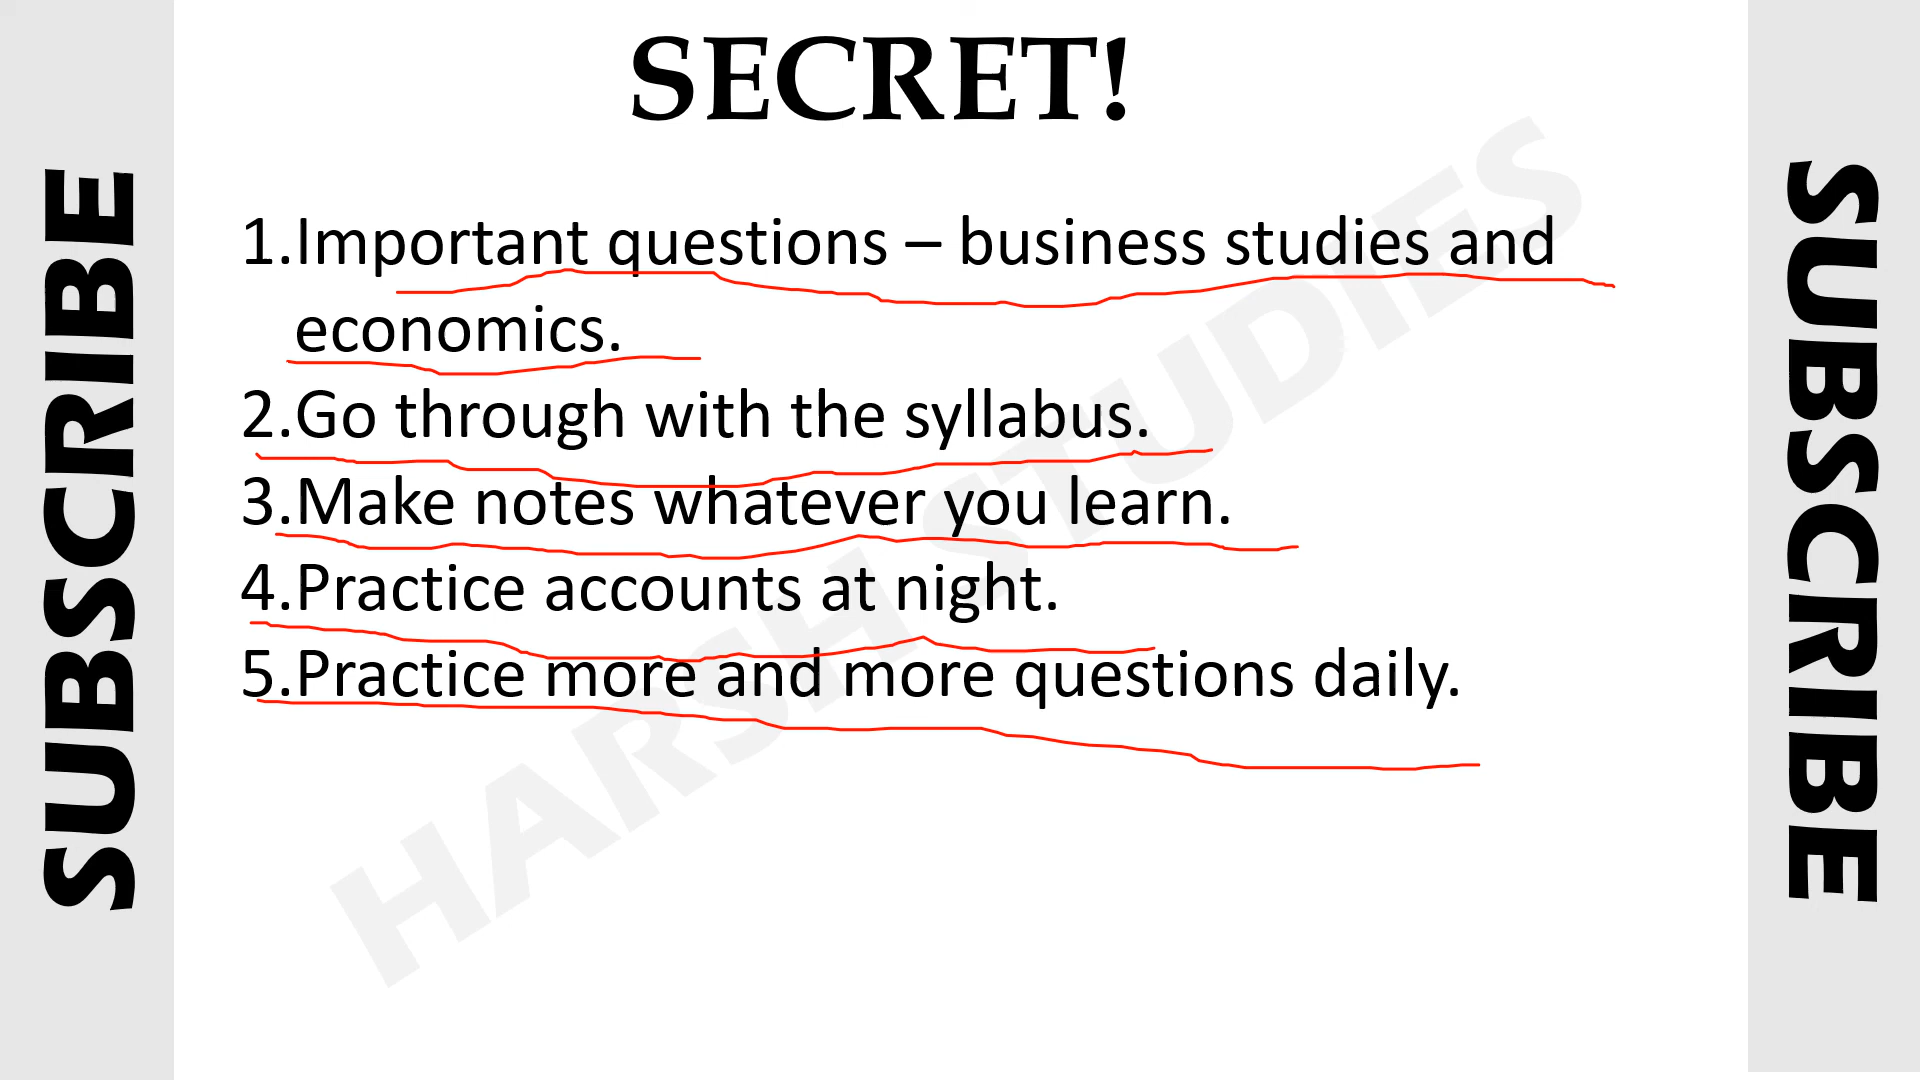 SECRET!
SUBSCRIBE
1.Important questions – business studies and
economics.
2.Go through with the syllabus.
3.Make notes whatever you learn.
4.Practice accounts at night.
5.Practice more and more questions daily.
HARSH STUDIES
SUBSCRIBE